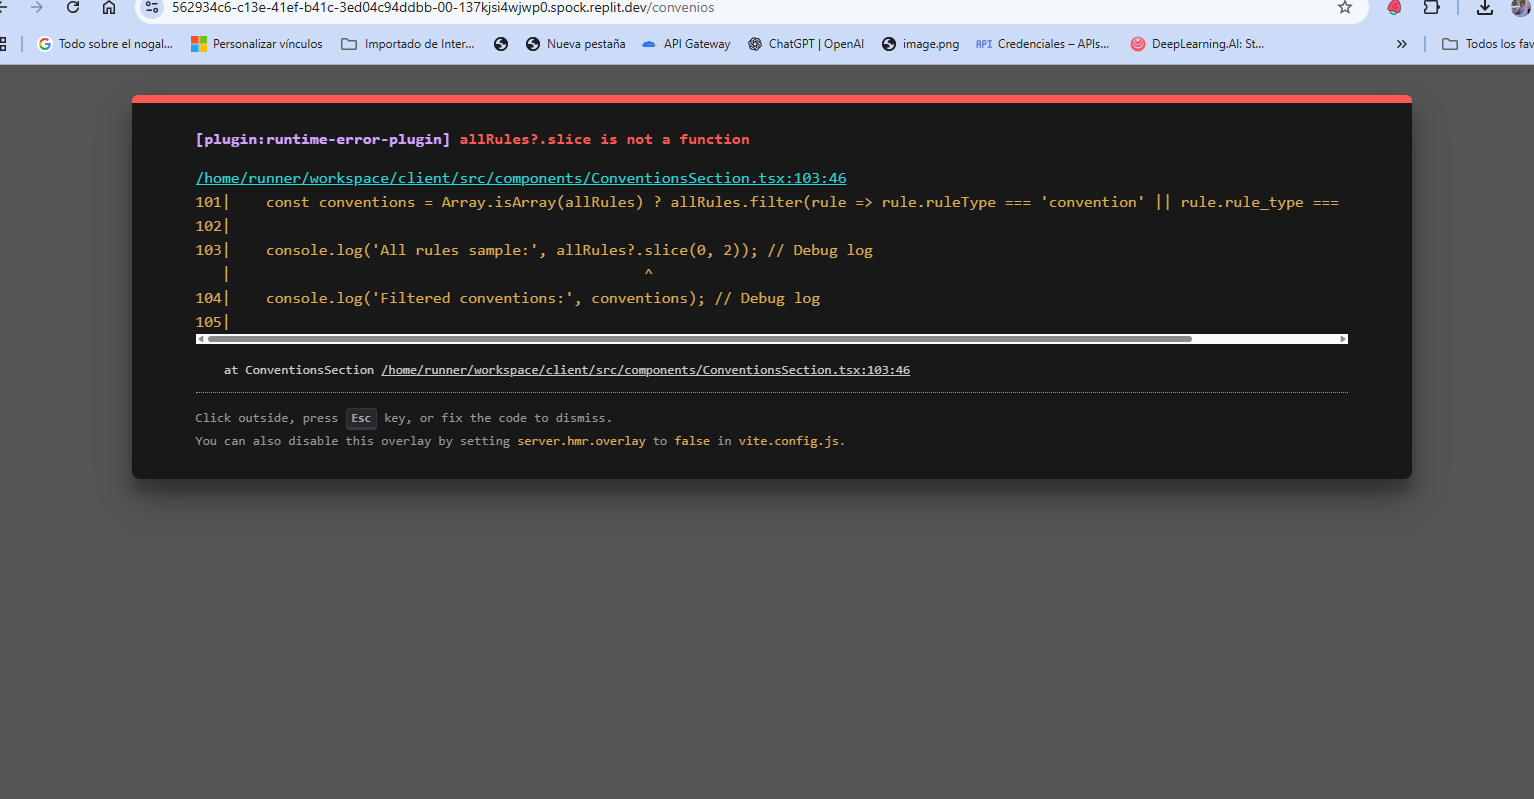 562934c6-c13e-41ef-b41c-3ed04c94ddbb-00-137kjsi4wjwp0.spock.replit.dev/convenios
Todo sobre el nogal... Personalizar vínculos Importado de Inter... Nueva pestaña API Gateway ChatGPT | OpenAI image.png API Credenciales – APIs... DeepLearning.AI: St... » Todos los fav
[plugin:runtime-error-plugin] allRules?.slice is not a function
/home/runner/workspace/client/src/components/ConventionsSection.tsx:103:46
101|    const conventions = Array.isArray(allRules) ? allRules.filter(rule => rule.ruleType === 'convention' || rule.rule_type ===
102|
103|    console.log('All rules sample:', allRules?.slice(0, 2)); // Debug log
   |                                               ^
104|    console.log('Filtered conventions:', conventions); // Debug log
105|
at ConventionsSection /home/runner/workspace/client/src/components/ConventionsSection.tsx:103:46
Click outside, press Esc key, or fix the code to dismiss.
You can also disable this overlay by setting server.hmr.overlay to false in vite.config.js.